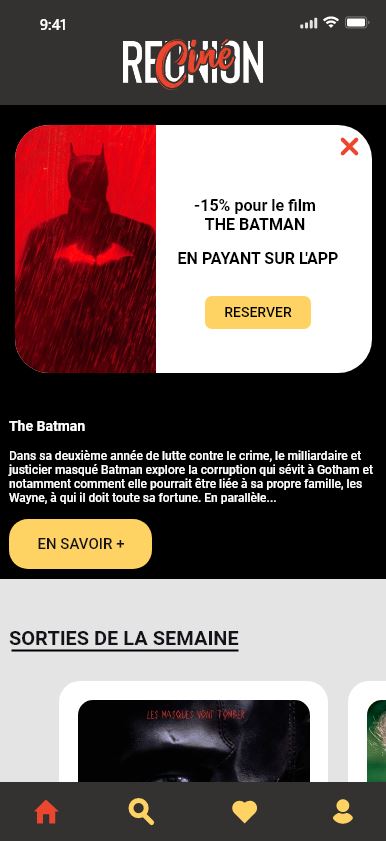 9:41
REUNION
Ciné
-15% pour le film
THE BATMAN
EN PAYANT SUR L'APP
RESERVER
The Batman
Dans sa deuxième année de lutte contre le crime, le milliardaire et
justicier masqué Batman explore la corruption qui sévit à Gotham et
notamment comment elle pourrait être liée à sa propre famille, les
Wayne, à qui il doit toute sa fortune. En parallèle...
EN SAVOIR +
SORTIES DE LA SEMAINE
LES MASQUES VONT TOMBER